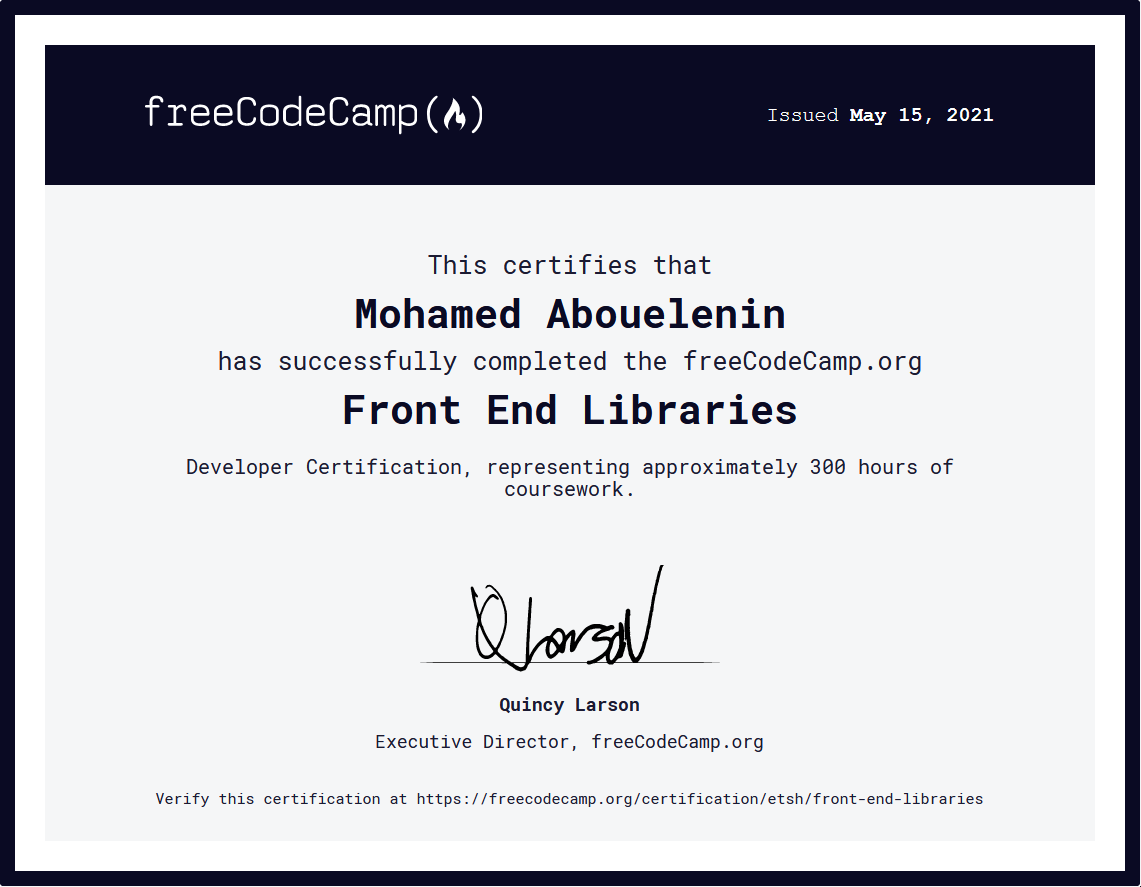 freeCodeCamp
Issued May 15, 2021
This certifies that
Mohamed Abouelenin
has successfully completed the freeCodeCamp.org
Front End Libraries
Developer Certification, representing approximately 300 hours of
coursework.
Q Larson
Quincy Larson
Executive Director, freeCodeCamp.org
Verify this certification at https://freecodecamp.org/certification/etsh/front-end-libraries